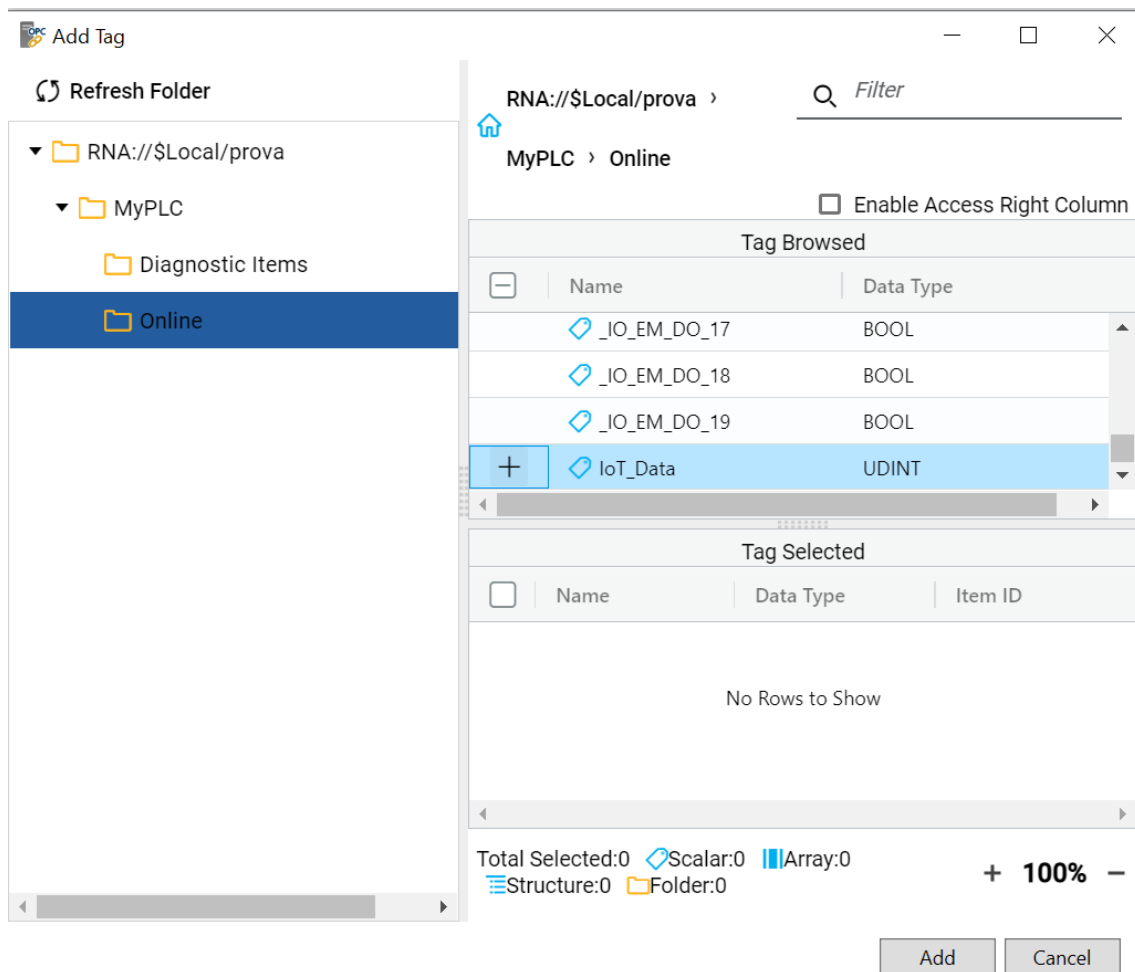 OPC Add Tag
Refresh Folder
RNA://$Local/prova
MyPLC
Diagnostic Items
Online
RNA://$Local/prova ›
Filter
MyPLC › Online
Enable Access Right Column
Tag Browsed
Name Data Type
_IO_EM_DO_17 BOOL
_IO_EM_DO_18 BOOL
_IO_EM_DO_19 BOOL
IoT_Data UDINT
Tag Selected
Name Data Type Item ID
No Rows to Show
Total Selected:0 Scalar:0 Array:0
Structure:0 Folder:0
+ 100% −
Add Cancel